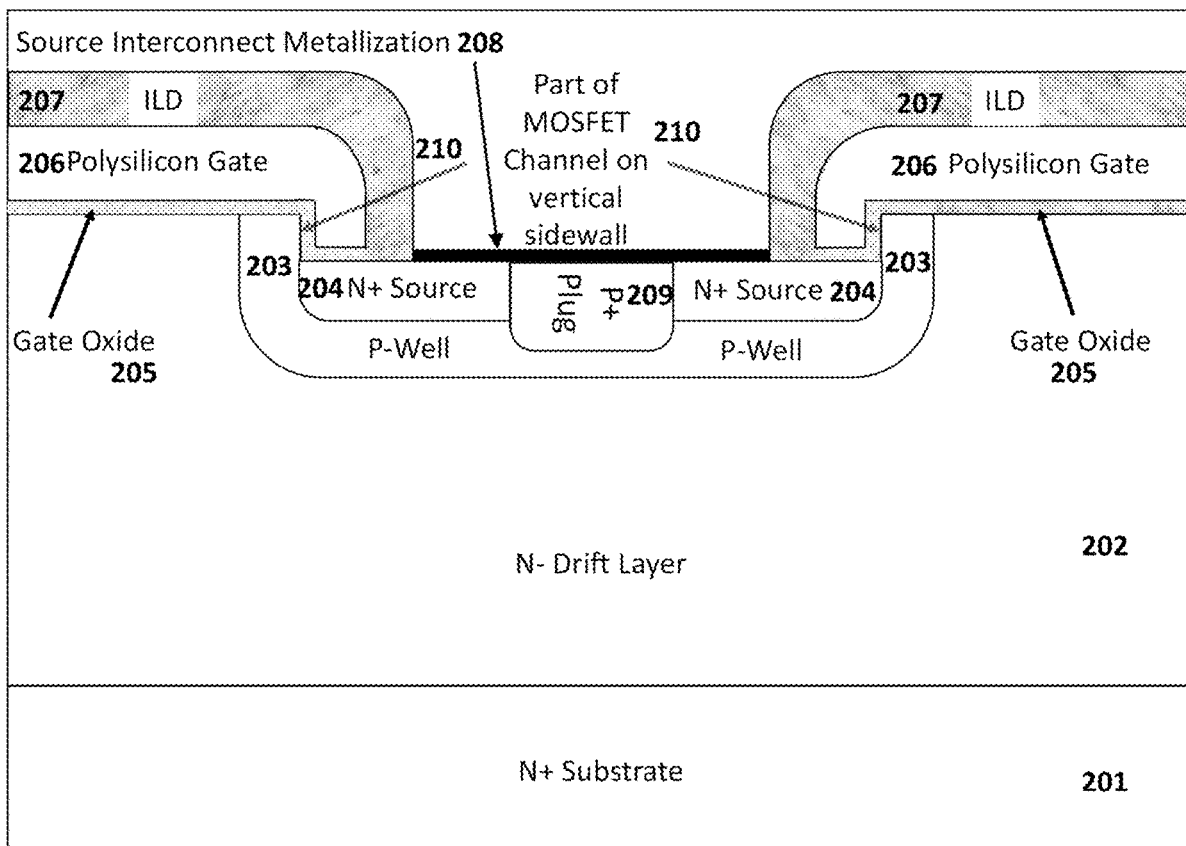 Source Interconnect Metallization 208
207 ILD
Part of
MOSFET
Channel on
vertical
sidewall
207 ILD
210
210
206 Polysilicon Gate
206 Polysilicon Gate
203
203
204 N+ Source
P+
Plug
209
N+ Source 204
Gate Oxide
205
P-Well
P-Well
Gate Oxide
205
N- Drift Layer
202
N+ Substrate
201